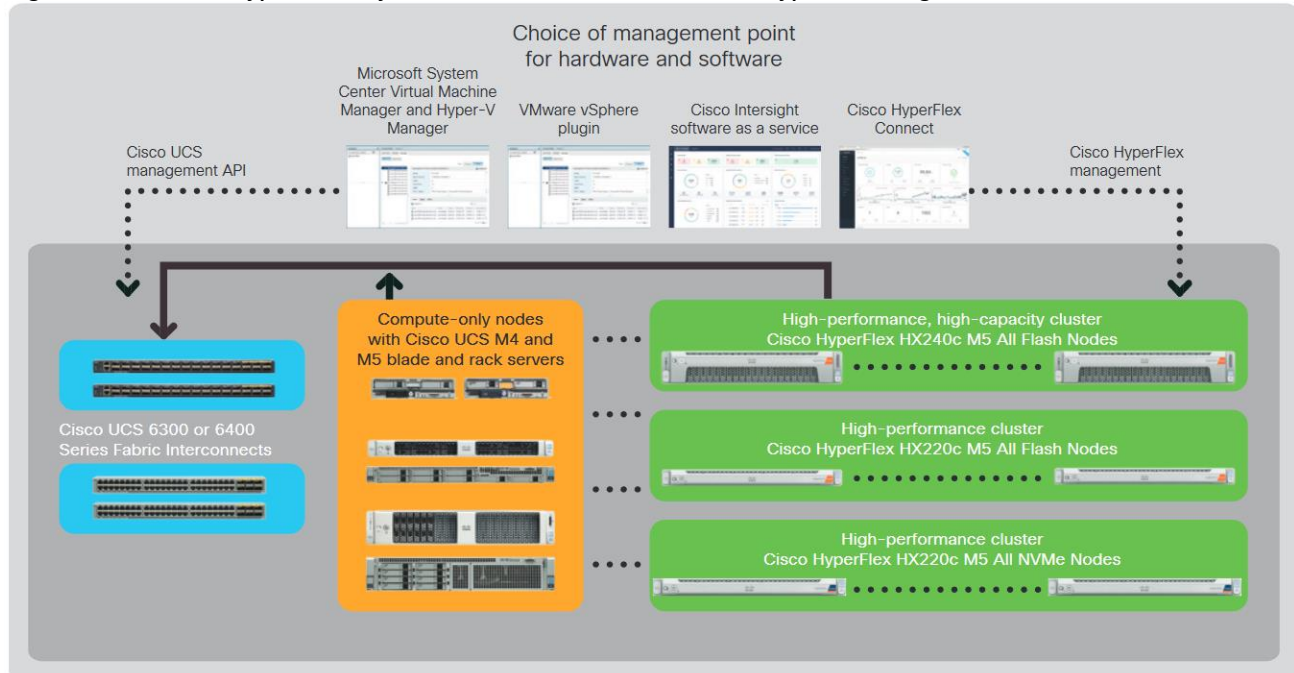 Choice of management point
for hardware and software
Microsoft System
Center Virtual Machine
Manager and Hyper-V
Manager
VMware vSphere
plugin
Cisco Intersight
software as a service
Cisco HyperFlex
Connect
Cisco UCS
management API
Cisco HyperFlex
management
Cisco UCS 6300 or 6400
Series Fabric Interconnects
Compute-only nodes
with Cisco UCS M4 and
M5 blade and rack servers
High-performance, high-capacity cluster
Cisco HyperFlex HX240c M5 All Flash Nodes
High-performance cluster
Cisco HyperFlex HX220c M5 All Flash Nodes
High-performance cluster
Cisco HyperFlex HX220c M5 All NVMe Nodes